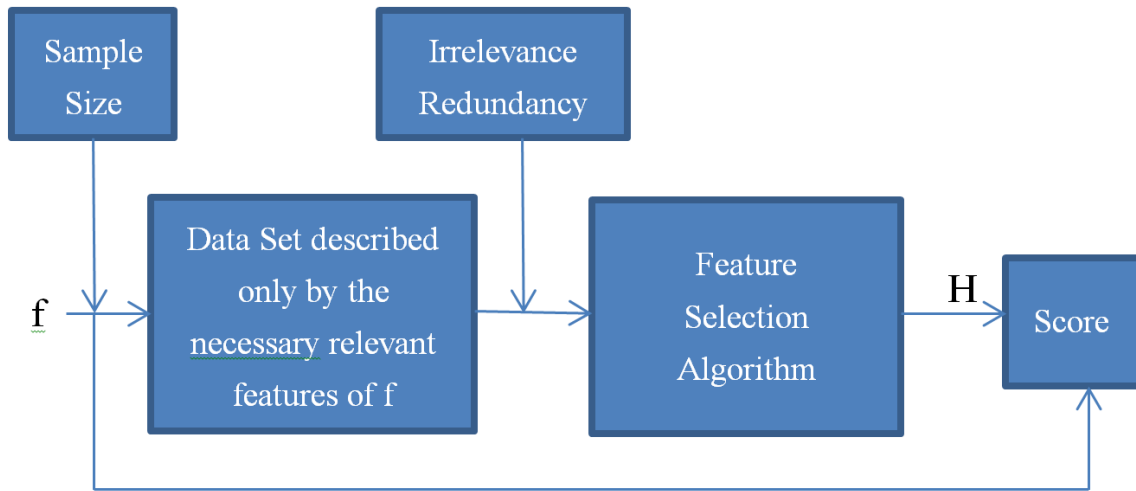 Sample
Size
Irrelevance
Redundancy
f
Data Set described
only by the
necessary relevant
features of f
Feature
Selection
Algorithm
H
Score